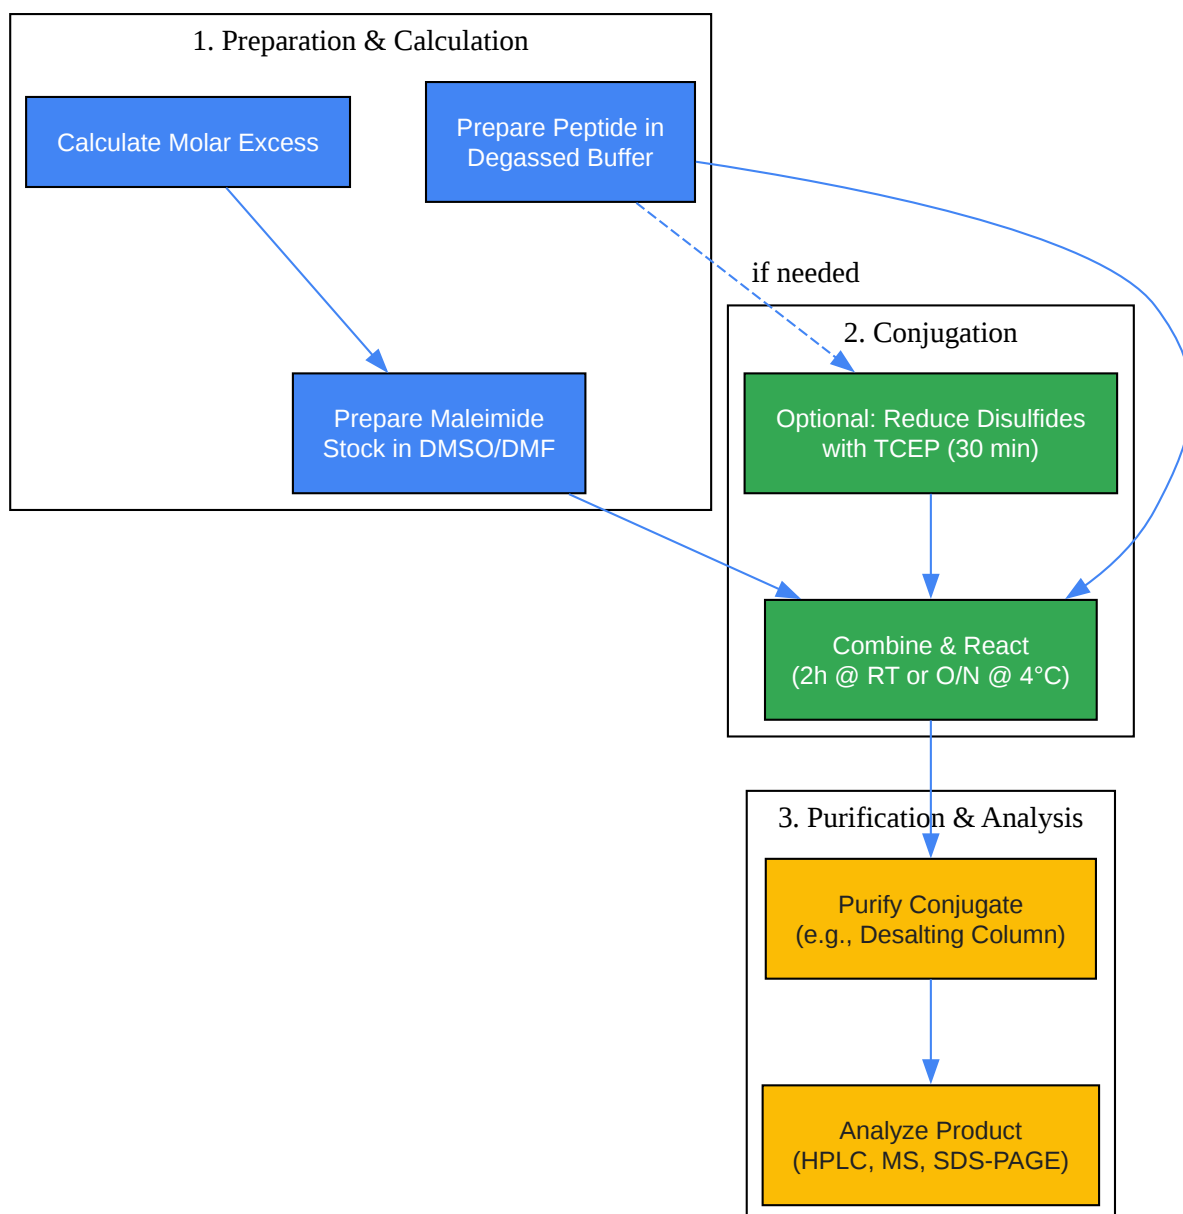 1. Preparation & Calculation
Calculate Molar Excess
Prepare Peptide in
Degassed Buffer
if needed
2. Conjugation
Prepare Maleimide
Stock in DMSO/DMF
Optional: Reduce Disulfides
with TCEP (30 min)
Combine & React
(2h @ RT or O/N @ 4°C)
3. Purification & Analysis
Purify Conjugate
(e.g., Desalting Column)
Analyze Product
(HPLC, MS, SDS-PAGE)